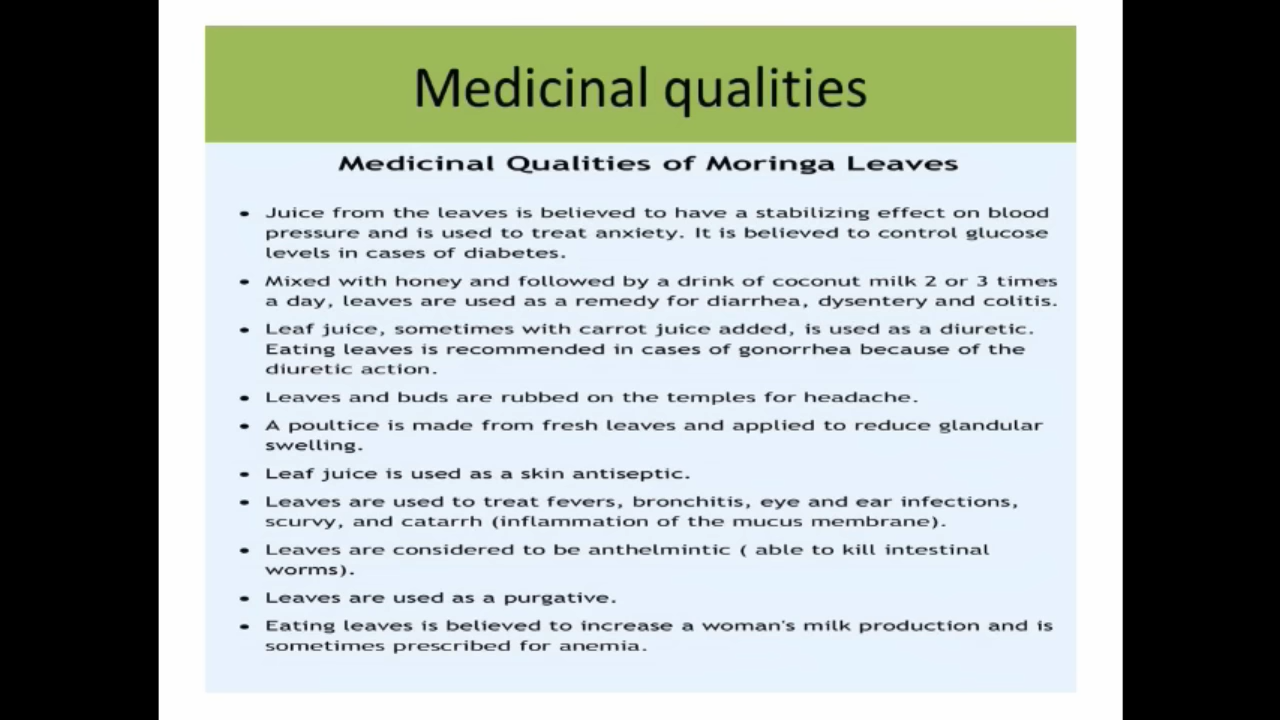 Medicinal qualities
Medicinal Qualities of Moringa Leaves
• Juice from the leaves is believed to have a stabilizing effect on blood
pressure and is used to treat anxiety. It is believed to control glucose
levels in cases of diabetes.
• Mixed with honey and followed by a drink of coconut milk 2 or 3 times
a day, leaves are used as a remedy for diarrhea, dysentery and colitis.
• Leaf juice, sometimes with carrot juice added, is used as a diuretic.
Eating leaves is recommended in cases of gonorrhea because of the
diuretic action.
• Leaves and buds are rubbed on the temples for headache.
• A poultice is made from fresh leaves and applied to reduce glandular
swelling.
• Leaf juice is used as a skin antiseptic.
• Leaves are used to treat fevers, bronchitis, eye and ear infections,
scurvy, and catarrh (inflammation of the mucus membrane).
• Leaves are considered to be anthelmintic ( able to kill intestinal
worms).
• Leaves are used as a purgative.
• Eating leaves is believed to increase a woman's milk production and is
sometimes prescribed for anemia.